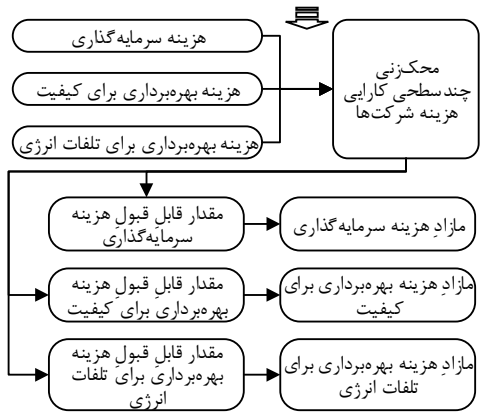 هزینه سرمایه‌گذاری
هزینه بهره‌برداری برای کیفیت
هزینه بهره‌برداری برای تلفات انرژی
محک‌زنی
چندسطحی کارایی
هزینه شرکت‌ها
مقدار قابلِ قبولِ هزینه
سرمایه‌گذاری
مازادِ هزینه سرمایه‌گذاری
مقدار قابلِ قبولِ هزینه
بهره‌برداری برای کیفیت
مازادِ هزینه بهره‌برداری برای
کیفیت
مقدار قابلِ قبولِ هزینه
بهره‌برداری برای تلفات
انرژی
مازادِ هزینه بهره‌برداری برای
تلفات انرژی